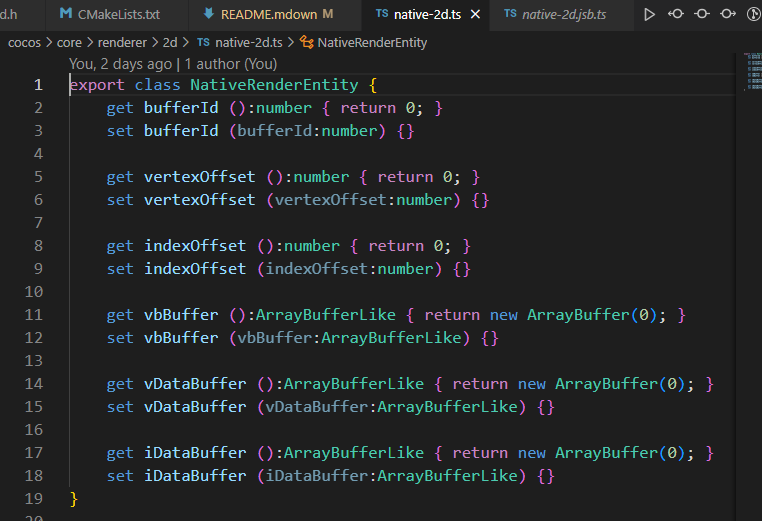 d.h CMakeLists.txt README.mdown M native-2d.ts native-2d.jsb.ts
cocos > core > renderer > 2d > TS native-2d.ts > NativeRenderEntity
You, 2 days ago | 1 author (You)
1 export class NativeRenderEntity {
2 get bufferId ():number { return 0; }
3 set bufferId (bufferId:number) {}
4
5 get vertexOffset ():number { return 0; }
6 set vertexOffset (vertexOffset:number) {}
7
8 get indexOffset ():number { return 0; }
9 set indexOffset (indexOffset:number) {}
10
11 get vbBuffer ():ArrayBufferLike { return new ArrayBuffer(0); }
12 set vbBuffer (vbBuffer:ArrayBufferLike) {}
13
14 get vDataBuffer ():ArrayBufferLike { return new ArrayBuffer(0); }
15 set vDataBuffer (vDataBuffer:ArrayBufferLike) {}
16
17 get iDataBuffer ():ArrayBufferLike { return new ArrayBuffer(0); }
18 set iDataBuffer (iDataBuffer:ArrayBufferLike) {}
19 }
20